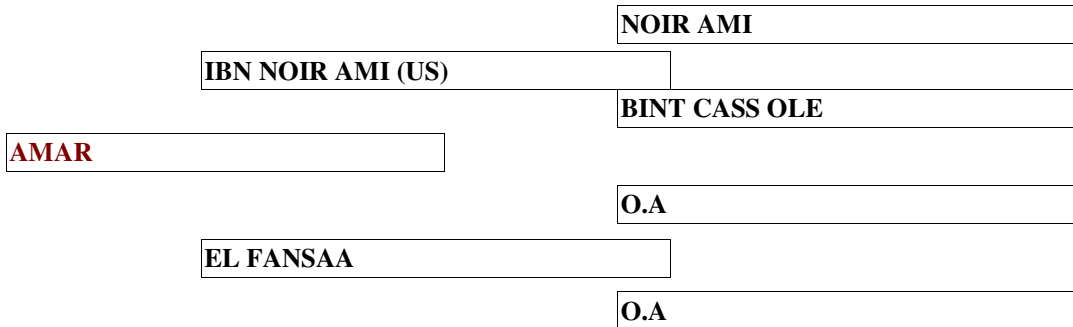 NOIR AMI
IBN NOIR AMI (US)
BINT CASS OLE
AMAR
O.A
EL FANSAA
O.A